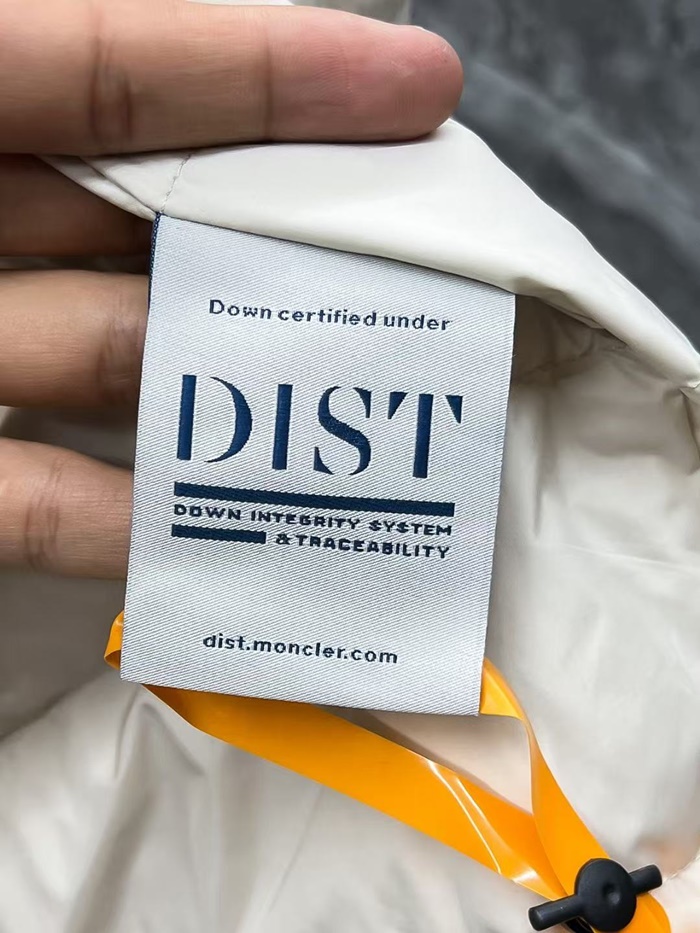 Down certified under
DIST
DOWN INTEGRITY SYSTEM
& TRACEABILITY
dist.moncler.com